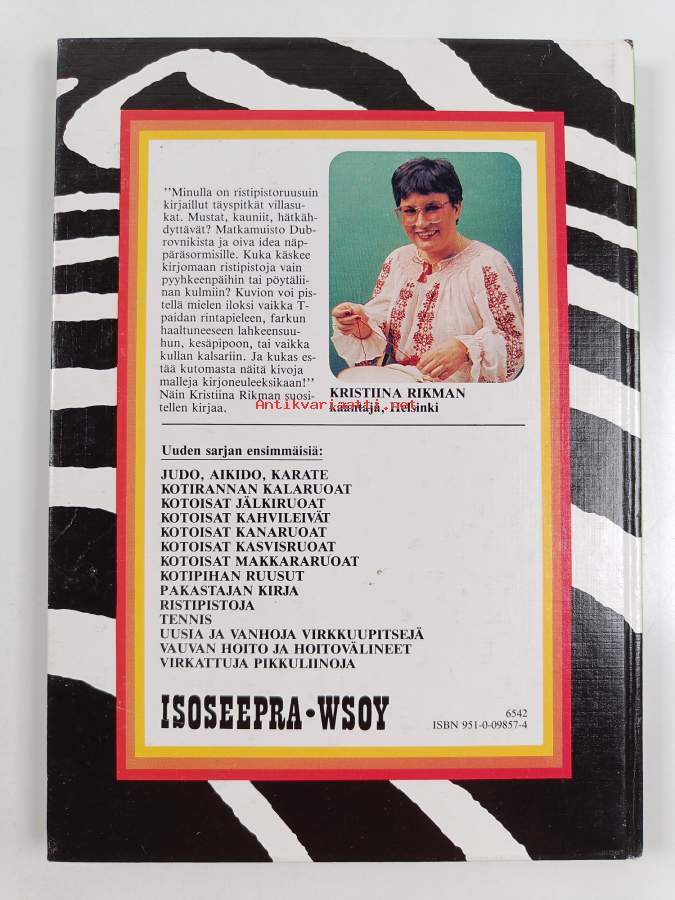 "Minulla on ristipistoruusuin
kirjaillut täyspitkät villasu-
kat. Mustat, kauniit, hätkäh-
dyttävät? Matkamuisto Dub-
rovnikista ja oiva idea näp-
päräsormisille. Kuka käskee
kirjomaan ristipistoja vain
pyyhkeenpäihin tai pöytälii-
nan kulmiin? Kuvion voi pis-
tellä mielen iloksi vaikka T-
paidan rintapieleen, farkun
haaltuneeseen lahkeensuu-
hun, kesäpipoon, tai vaikka
kullan kalsariin. Ja kukas es-
tää kutomasta näitä kivoja
malleja kirjoneuleeksikaan!"
Näin Kristiina Rikman suosi-
tellen kirjaa.
KRISTIINA RIKMAN
kääntäjä, Helsinki
Antikvariaatti.net
Uuden sarjan ensimmäisiä:
JUDO, AIKIDO, KARATE
KOTIRANNAN KALARUOAT
KOTOISAT JÄLKIRUOAT
KOTOISAT KAHVILEIVÄT
KOTOISAT KANARUOAT
KOTOISAT KASVISRUOAT
KOTOISAT MAKKARARUOAT
KOTIPIHAN RUUSUT
PAKASTAJAN KIRJA
RISTIPISTOJA
TENNIS
UUSIA JA VANHOJA VIRKKUUPITSEJÄ
VAUVAN HOITO JA HOITOVÄLINEET
VIRKATTUJA PIKKULIINOJA
ISOSEEPRA·WSOY
6542
ISBN 951-0-09857-4